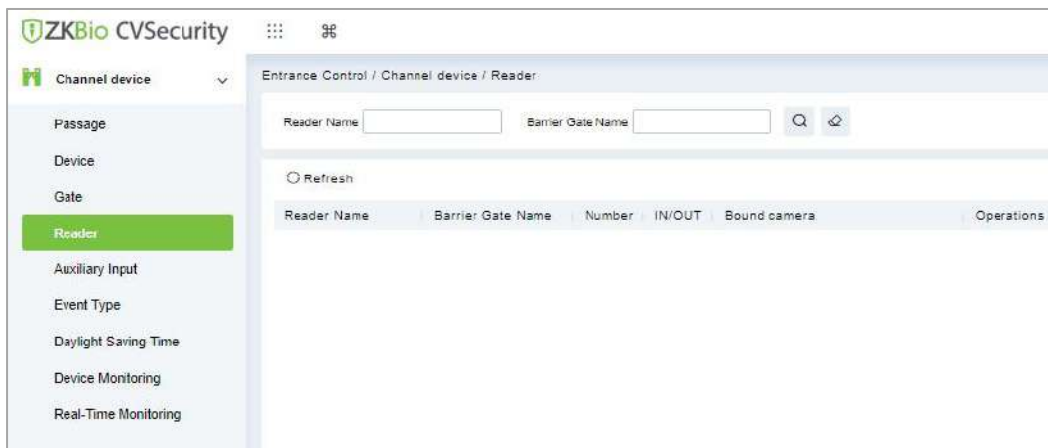 ZKBio CVSecurity
Channel device
Entrance Control / Channel device / Reader
Passage
Device
Gate
Reader
Auxiliary Input
Event Type
Daylight Saving Time
Device Monitoring
Real-Time Monitoring
Reader Name
Barrier Gate Name
Refresh
Reader Name Barrier Gate Name Number IN/OUT Bound camera Operations